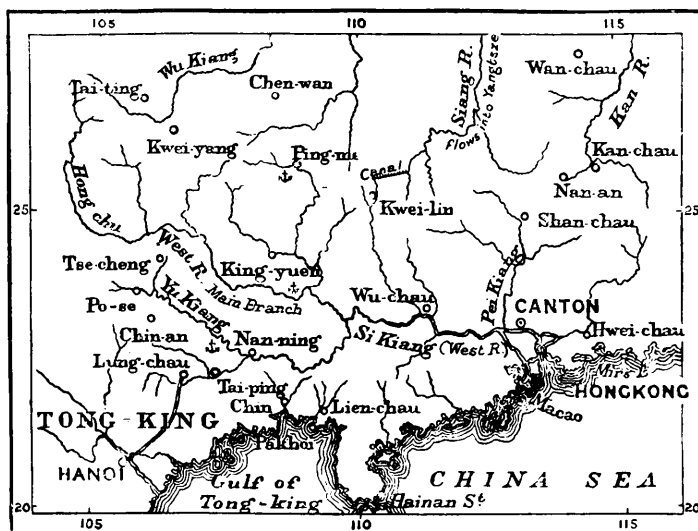 105
110
115
Wu Kiang
Tai-ting
Chen-wan
Siang R.
flows into Yangtsze
Wan-chau
Kan R.
Kwei-yang
Ping-mi
Canal
Kan-chau
Nan-an
Hong chu
Kwei-lin
25
25
Shan-chau
Tse-cheng
West R. Main Branch
King-yuen
Wu-chau
Pei Kiang
CANTON
Po-se
Yu Kiang
Chin-an
Nan-ning
Si Kiang (West R.)
Hwei-chau
Lung-chau
Tai-ping
Mirs
HONGKONG
TONG-KING
Chin
Lien-chau
Macao
Pakhoi
HANOI
Gulf of
Tong-king
CHINA SEA
Hainan St.
20
20
105
110
115